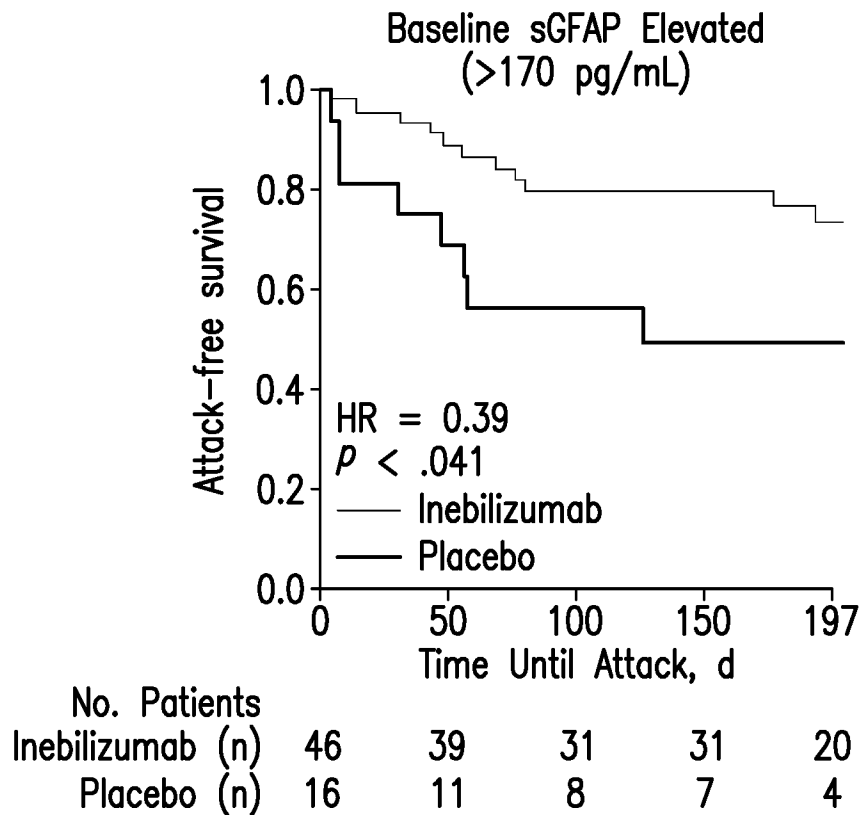 Baseline sGFAP Elevated
(>170 pg/mL)
Attack-free survival
1.0
0.8
0.6
0.4
0.2
0.0
HR = 0.39
p < .041
Inebilizumab
Placebo
0 50 100 150 197
Time Until Attack, d
No. Patients
Inebilizumab (n) 46 39 31 31 20
Placebo (n) 16 11 8 7 4